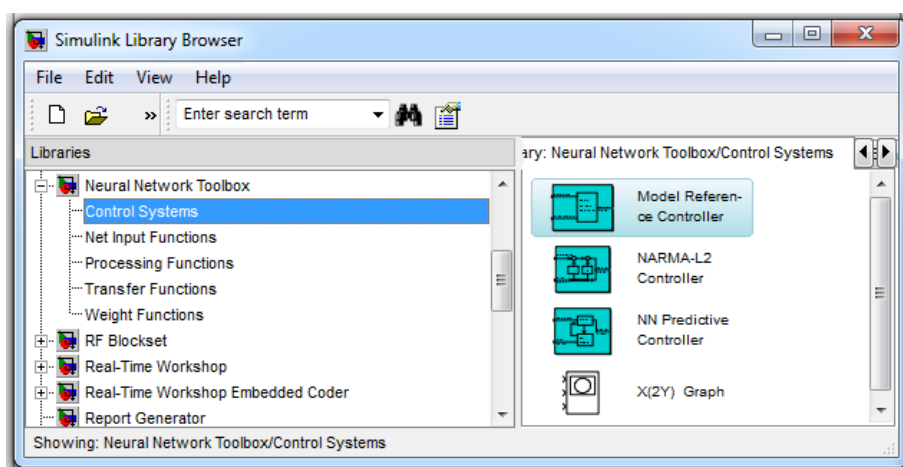 Simulink Library Browser
File Edit View Help
» Enter search term
Libraries
ary: Neural Network Toolbox/Control Systems
Neural Network Toolbox
Control Systems
Net Input Functions
Processing Functions
Transfer Functions
Weight Functions
RF Blockset
Real-Time Workshop
Real-Time Workshop Embedded Coder
Report Generator
Model Referen-
ce Controller
NARMA-L2
Controller
NN Predictive
Controller
X(2Y) Graph
Showing: Neural Network Toolbox/Control Systems